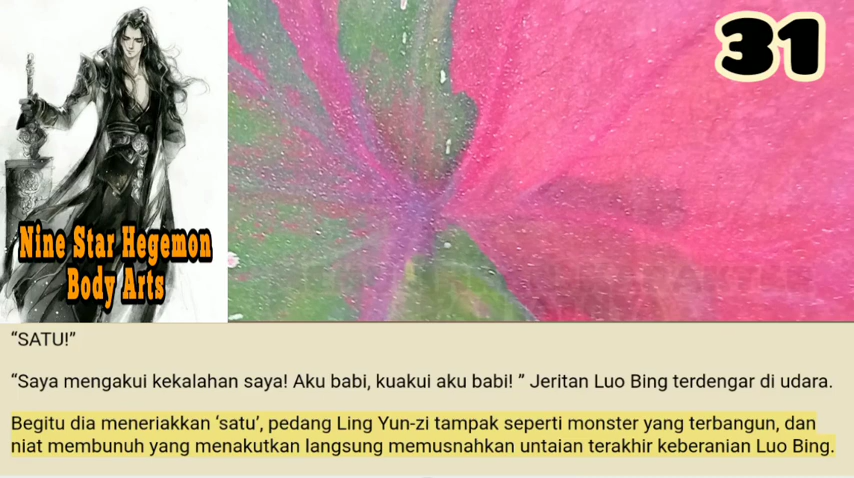 31
Nine Star Hegemon
Body Arts
“SATU!”
“Saya mengakui kekalahan saya! Aku babi, kuakui aku babi! ” Jeritan Luo Bing terdengar di udara.
Begitu dia meneriakkan ‘satu’, pedang Ling Yun-zi tampak seperti monster yang terbangun, dan
niat membunuh yang menakutkan langsung memusnahkan untaian terakhir keberanian Luo Bing.